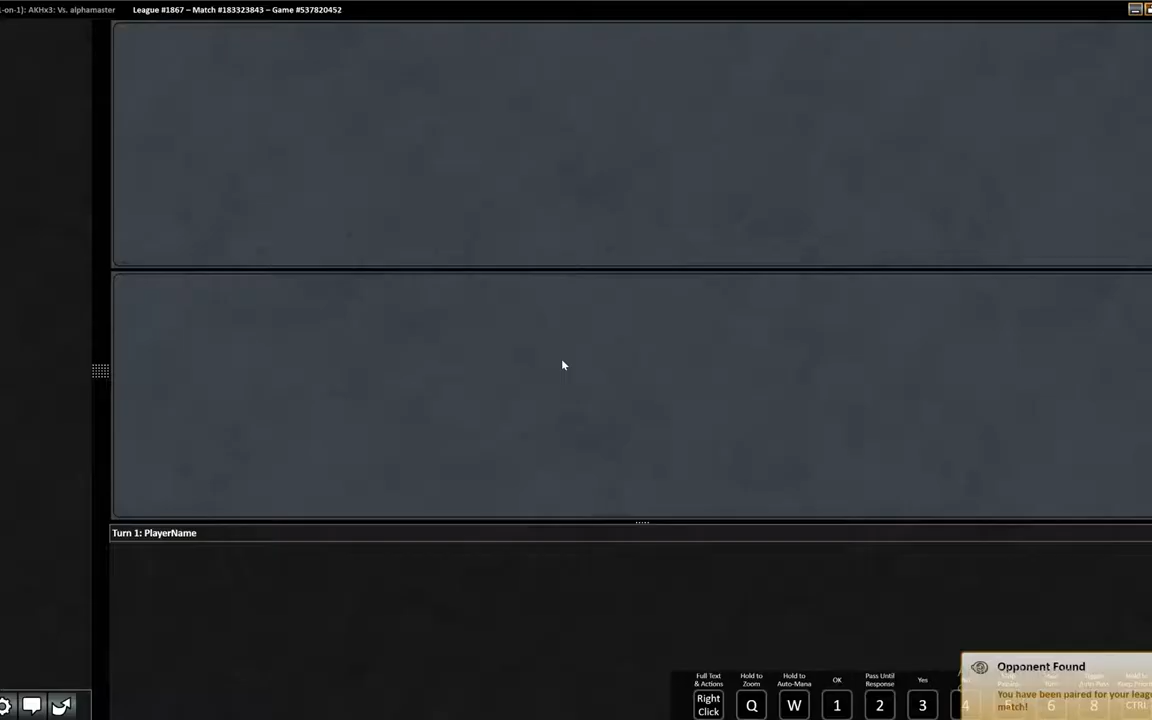 -on-1): AKHx3: Vs. alphamaster League #1867 – Match #183323843 – Game #537820452
Turn 1: PlayerName
Opponent Found
You have been paired for your leag
match!
Full Text
& Actions
Hold to
Zoom
Hold to
Auto-Mana
OK
Pass Until
Response
Yes
Right
Click
Q
W
1
2
3
4
6
8
CTRL